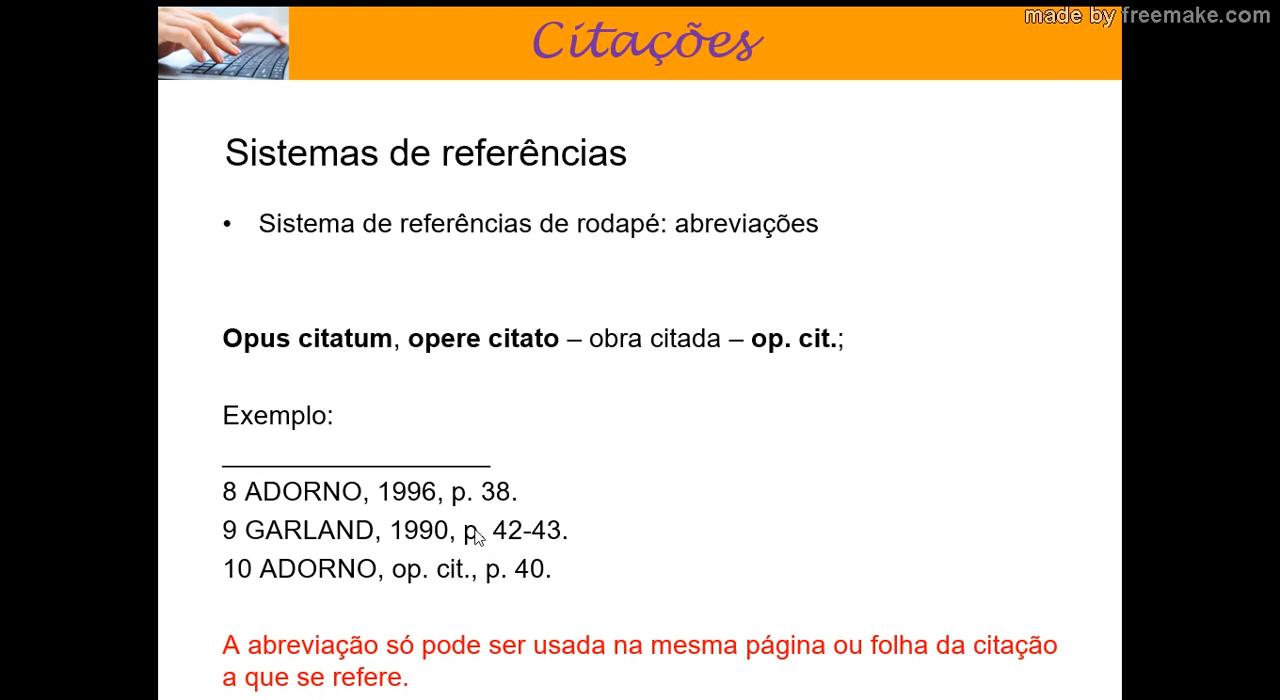 made by freemake.com
Citações
Sistemas de referências
• Sistema de referências de rodapé: abreviações
Opus citatum, opere citato – obra citada – op. cit.;
Exemplo:
8 ADORNO, 1996, p. 38.
9 GARLAND, 1990, p. 42-43.
10 ADORNO, op. cit., p. 40.
A abreviação só pode ser usada na mesma página ou folha da citação
a que se refere.